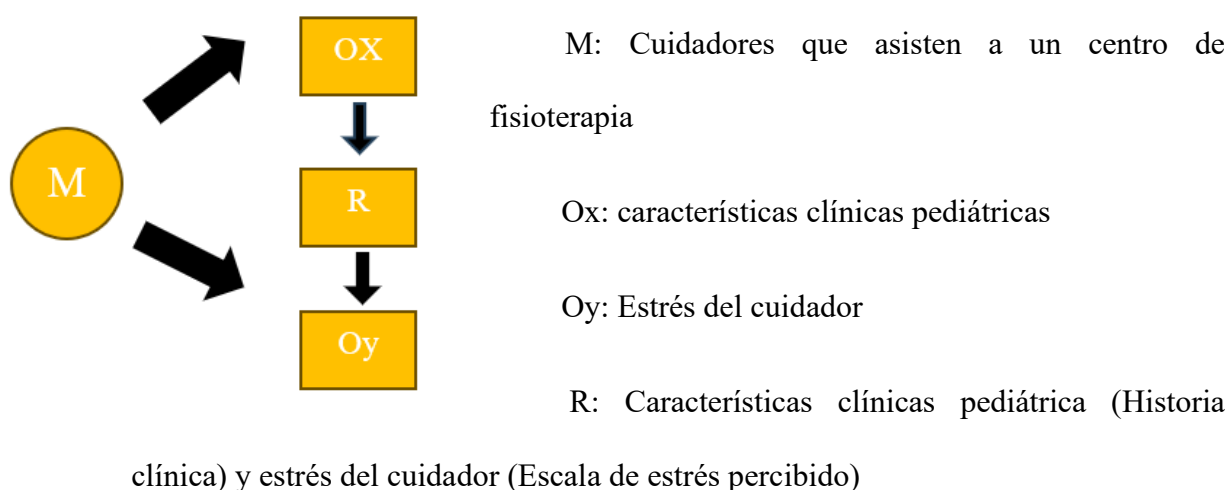 OX
M
R
Oy
M: Cuidadores que asisten a un centro de
fisioterapia
Ox: características clínicas pediátricas
Oy: Estrés del cuidador
R: Características clínicas pediátrica (Historia
clínica) y estrés del cuidador (Escala de estrés percibido)